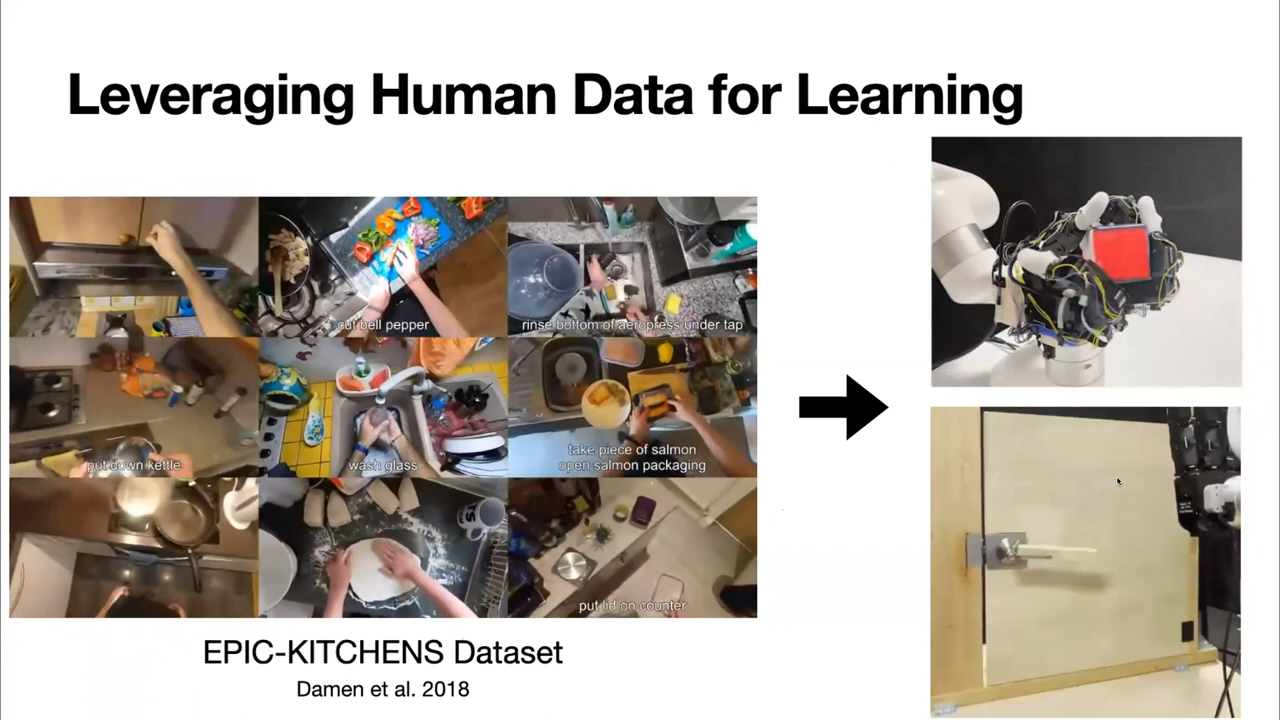 Leveraging Human Data for Learning
cut bell pepper
rinse bottom of aeropress under tap
put down kettle
wash glass
take piece of salmon
open salmon packaging
put lid on counter
EPIC-KITCHENS Dataset
Damen et al. 2018